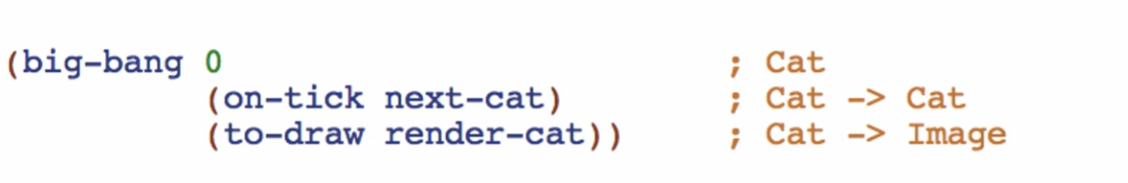 (big-bang 0                          ; Cat
          (on-tick next-cat)         ; Cat -> Cat
          (to-draw render-cat))      ; Cat -> Image